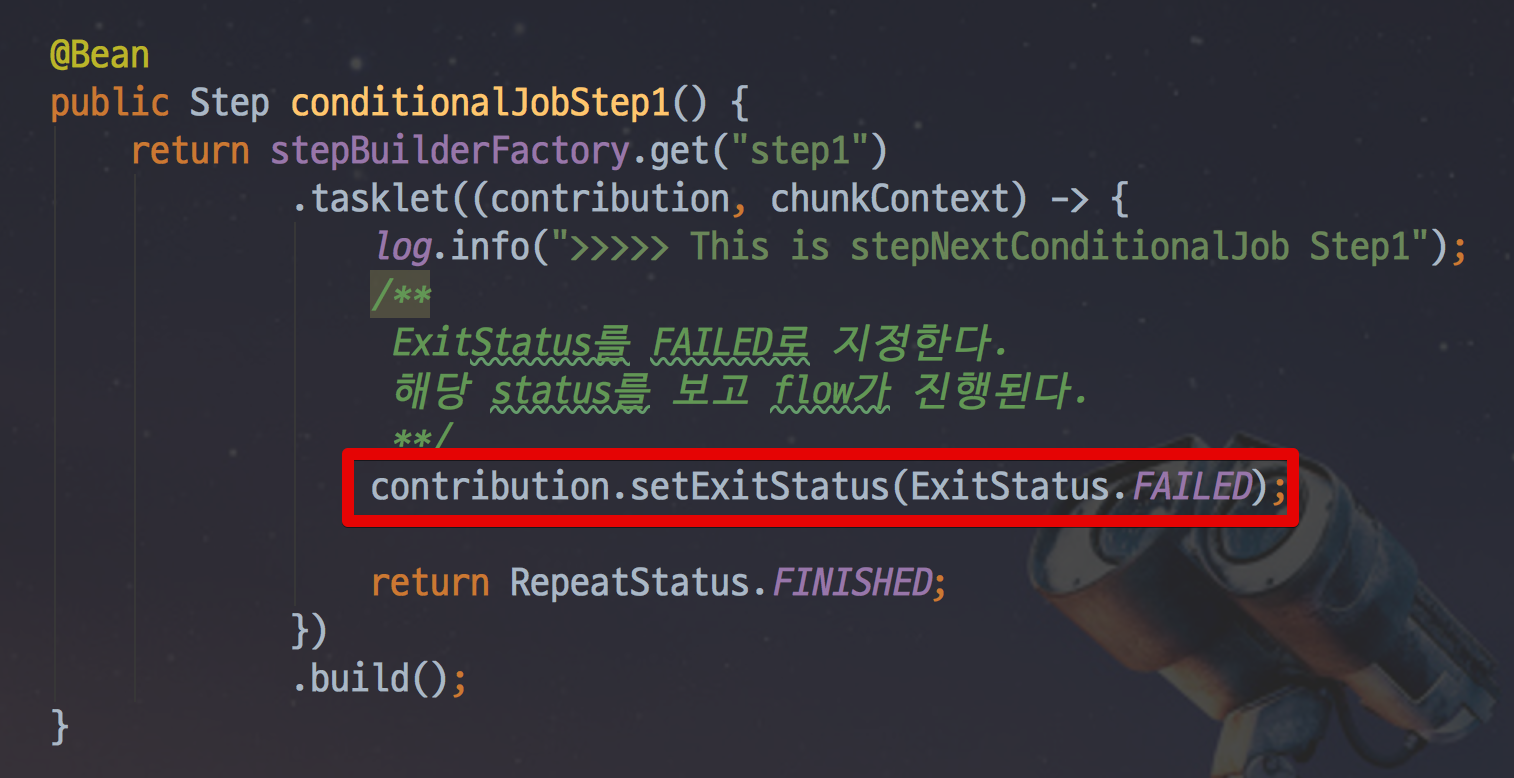 @Bean
public Step conditionalJobStep1() {
return stepBuilderFactory.get("step1")
.tasklet((contribution, chunkContext) -> {
log.info(">>>>> This is stepNextConditionalJob Step1");
/**
ExitStatus를 FAILED로 지정한다.
해당 status를 보고 flow가 진행된다.
**/
contribution.setExitStatus(ExitStatus.FAILED);
return RepeatStatus.FINISHED;
})
.build();
}